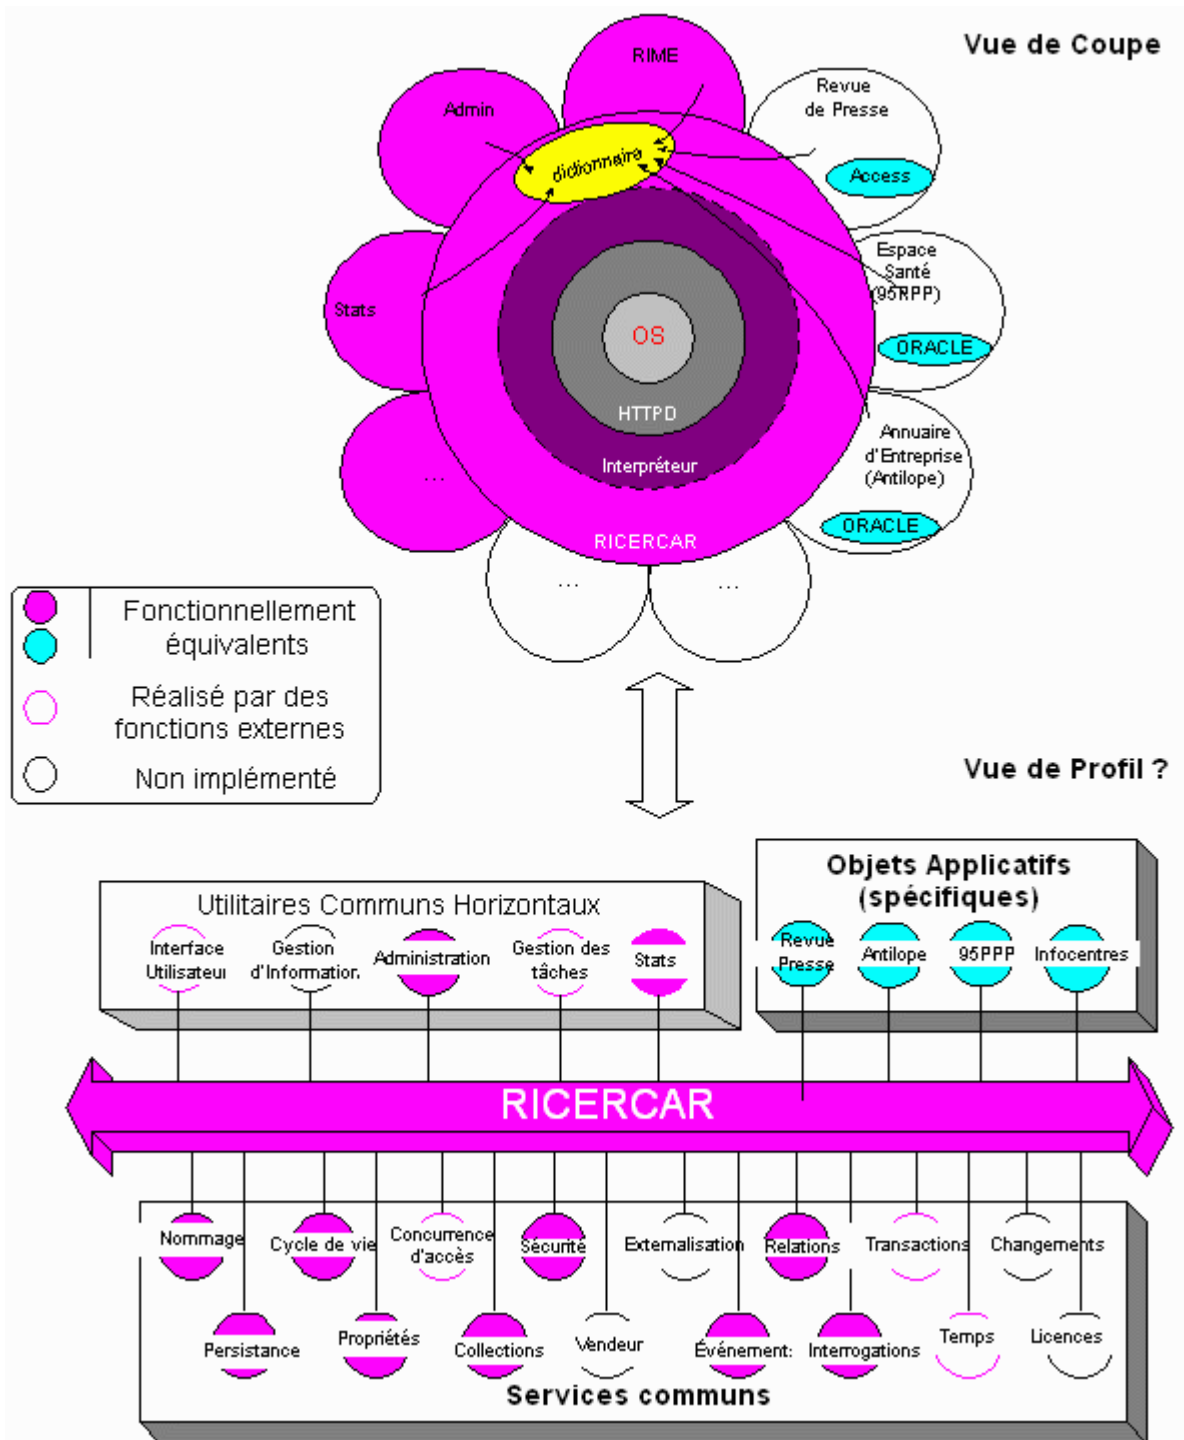 Vue de Coupe
RIME
Revue
de Presse
Admin
dictionnaire
Access
Espace
Santé
(95RPP)
Stats
OS
ORACLE
HTTPD
Annuaire
d'Entreprise
(Antilope)
Interpréteur
...
ORACLE
RICERCAR
...
...
Fonctionnellement
équivalents
Réalisé par des
fonctions externes
Non implémenté
Vue de Profil ?
Utilitaires Communs Horizontaux
Interface
Utilisateur
Gestion
d'Information.
Administration
Gestion des
tâches
Stats
Objets Applicatifs
(spécifiques)
Revue
Presse
Antilope
95PPP
Infocentres
RICERCAR
Nommage
Cycle de vie
Concurrence
d'accès
Sécurité
Externalisation
Relations
Transactions
Changements
Persistance
Propriétés
Collections
Vendeur
Événement:
Interrogations
Temps
Licences
Services communs